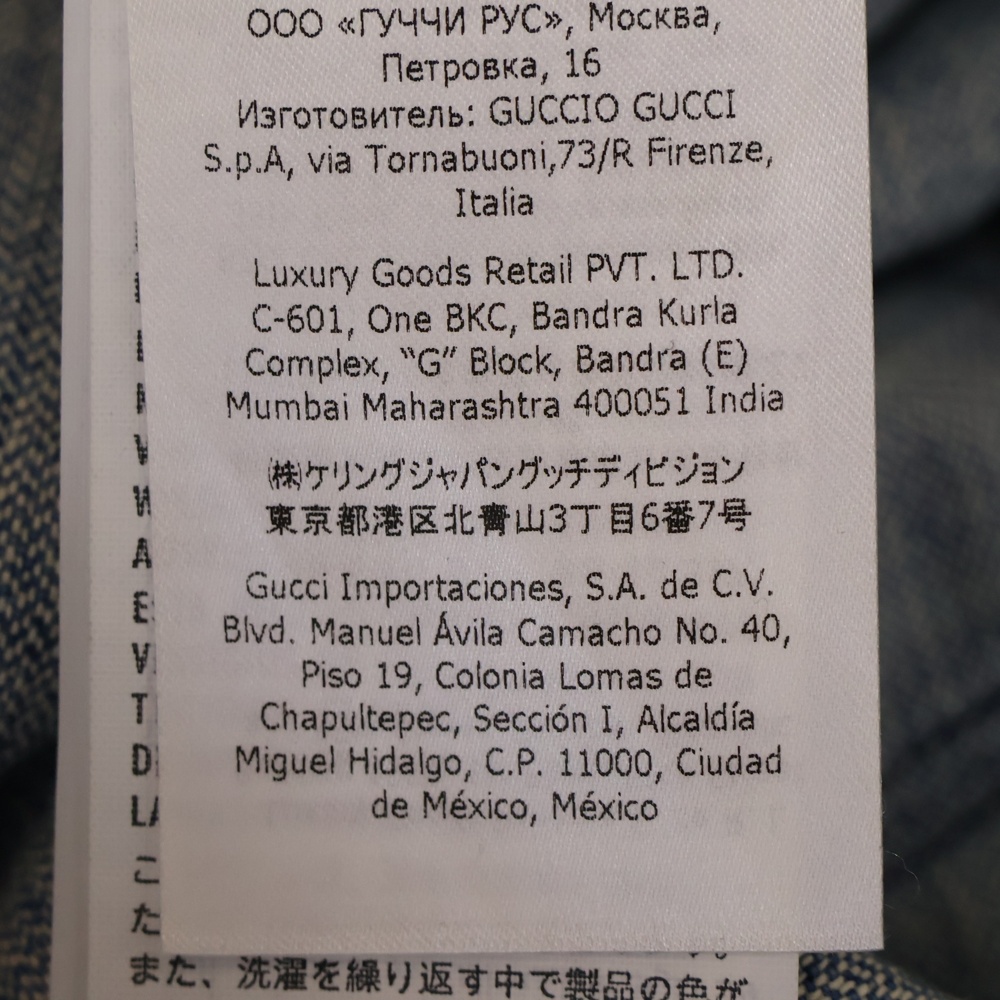 ООО «ГУЧЧИ РУС», Москва,
Петровка, 16
Изготовитель: GUCCIO GUCCI
S.p.A, via Tornabuoni,73/R Firenze,
Italia
Luxury Goods Retail PVT. LTD.
C-601, One BKC, Bandra Kurla
Complex, “G” Block, Bandra (E)
Mumbai Maharashtra 400051 India
㈱ケリングジャパングッチディビジョン
東京都港区北青山3丁目6番7号
Gucci Importaciones, S.A. de C.V.
Blvd. Manuel Ávila Camacho No. 40,
Piso 19, Colonia Lomas de
Chapultepec, Sección I, Alcaldía
Miguel Hidalgo, C.P. 11000, Ciudad
de México, México
また、洗濯を繰り返す中で製品の色が